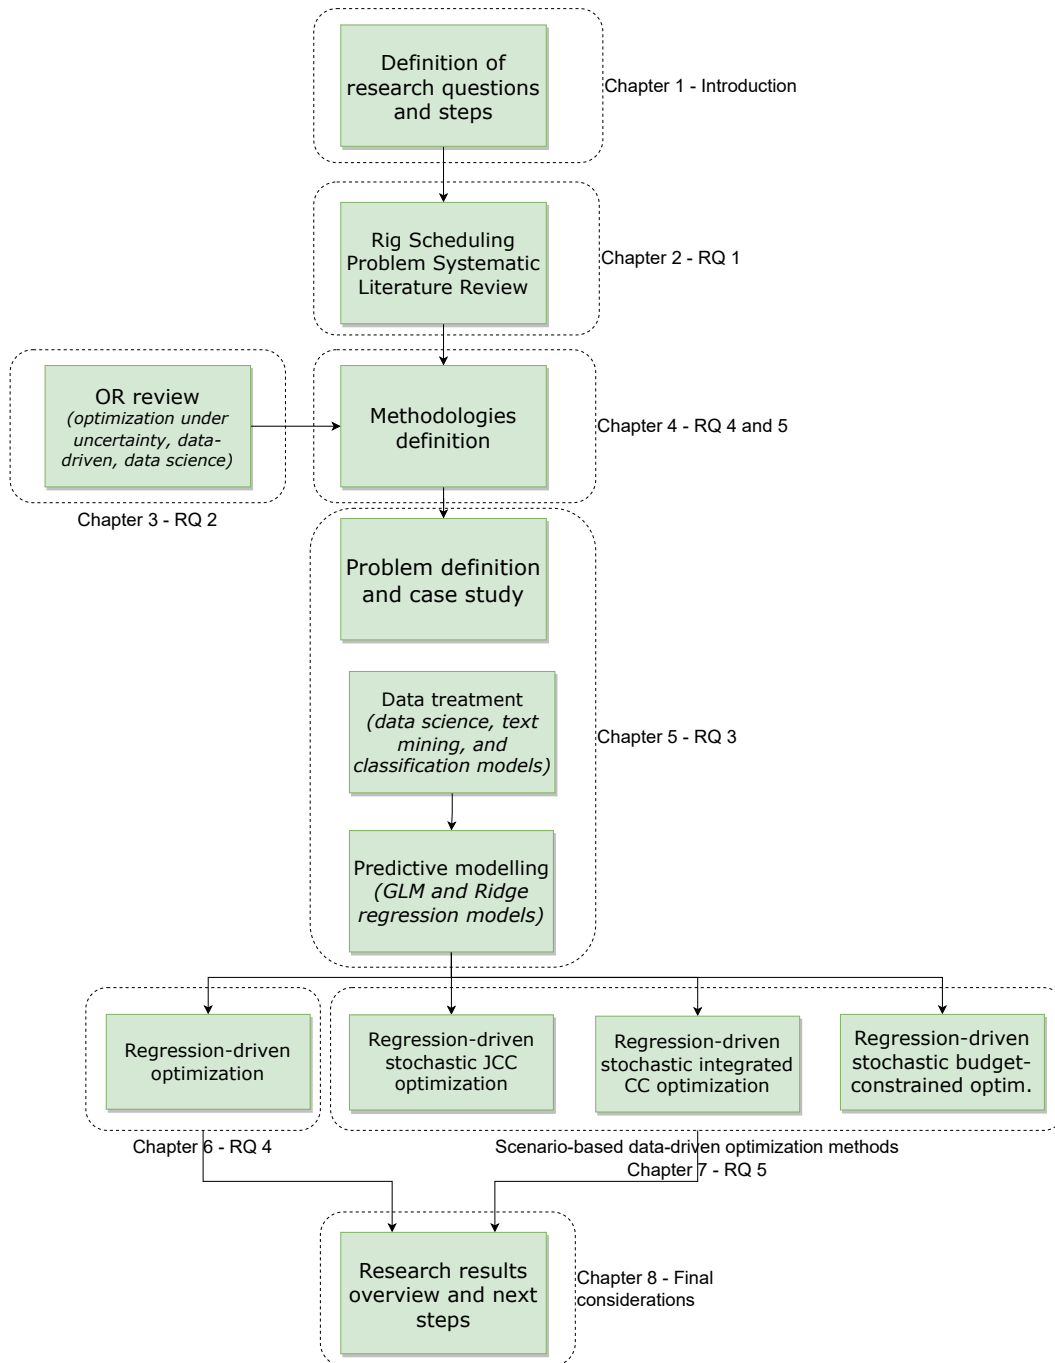 Definition of
research questions
and steps
Chapter 1 - Introduction
Rig Scheduling
Problem Systematic
Literature Review
Chapter 2 - RQ 1
OR review
(optimization under
uncertainty, data-
driven, data science)
Chapter 3 - RQ 2
Methodologies
definition
Chapter 4 - RQ 4 and 5
Problem definition
and case study
Data treatment
(data science, text
mining, and
classification models)
Chapter 5 - RQ 3
Predictive modelling
(GLM and Ridge
regression models)
Regression-driven
optimization
Chapter 6 - RQ 4
Regression-driven
stochastic JCC
optimization
Regression-driven
stochastic integrated
CC optimization
Regression-driven
stochastic budget-
constrained optim.
Scenario-based data-driven optimization methods
Chapter 7 - RQ 5
Research results
overview and next
steps
Chapter 8 - Final
considerations